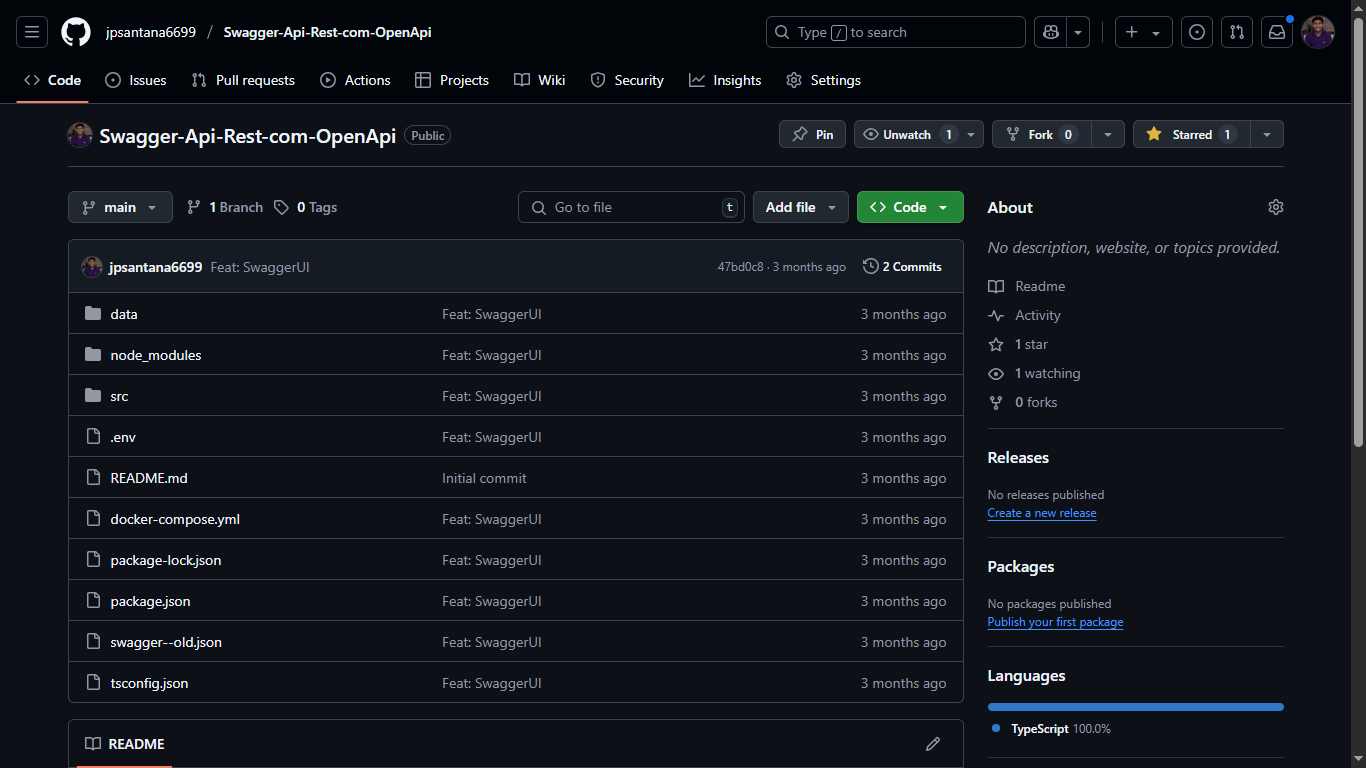 jpsantana6699 / Swagger-Api-Rest-com-OpenApi
Type / to search
Code Issues Pull requests Actions Projects Wiki Security Insights Settings
Swagger-Api-Rest-com-OpenApi Public
Pin Unwatch 1 Fork 0 Starred 1
main 1 Branch 0 Tags Go to file t Add file Code
jpsantana6699 Feat: SwaggerUI 47bd0c8 · 3 months ago 2 Commits
data Feat: SwaggerUI 3 months ago
node_modules Feat: SwaggerUI 3 months ago
src Feat: SwaggerUI 3 months ago
.env Feat: SwaggerUI 3 months ago
README.md Initial commit 3 months ago
docker-compose.yml Feat: SwaggerUI 3 months ago
package-lock.json Feat: SwaggerUI 3 months ago
package.json Feat: SwaggerUI 3 months ago
swagger--old.json Feat: SwaggerUI 3 months ago
tsconfig.json Feat: SwaggerUI 3 months ago
README
About
No description, website, or topics provided.
Readme
Activity
1 star
1 watching
0 forks
Releases
No releases published
Create a new release
Packages
No packages published
Publish your first package
Languages
TypeScript 100.0%